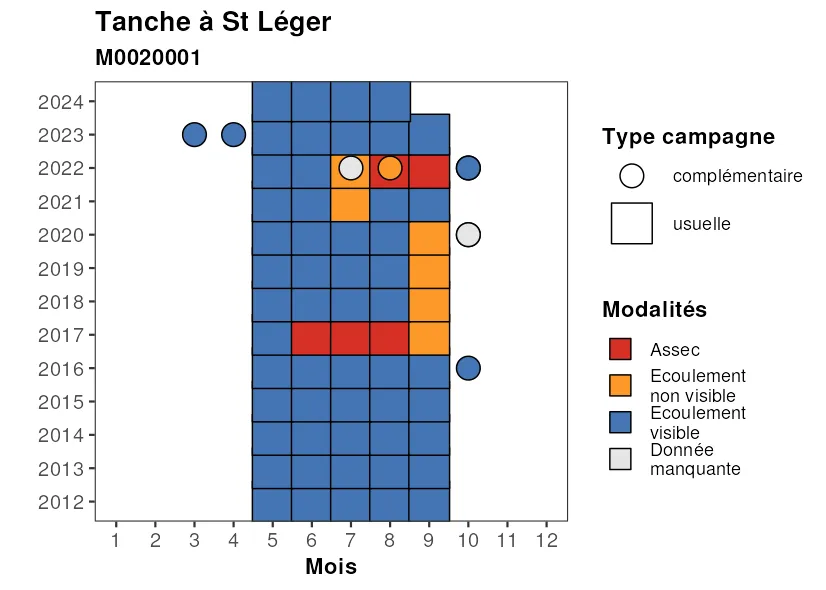 Tanche à St Léger
M0020001
2024
2023
2022
2021
2020
2019
2018
2017
2016
2015
2014
2013
2012
1 2 3 4 5 6 7 8 9 10 11 12
Mois
Type campagne
complémentaire
usuelle
Modalités
Assec
Ecoulement
non visible
Ecoulement
visible
Donnée
manquante